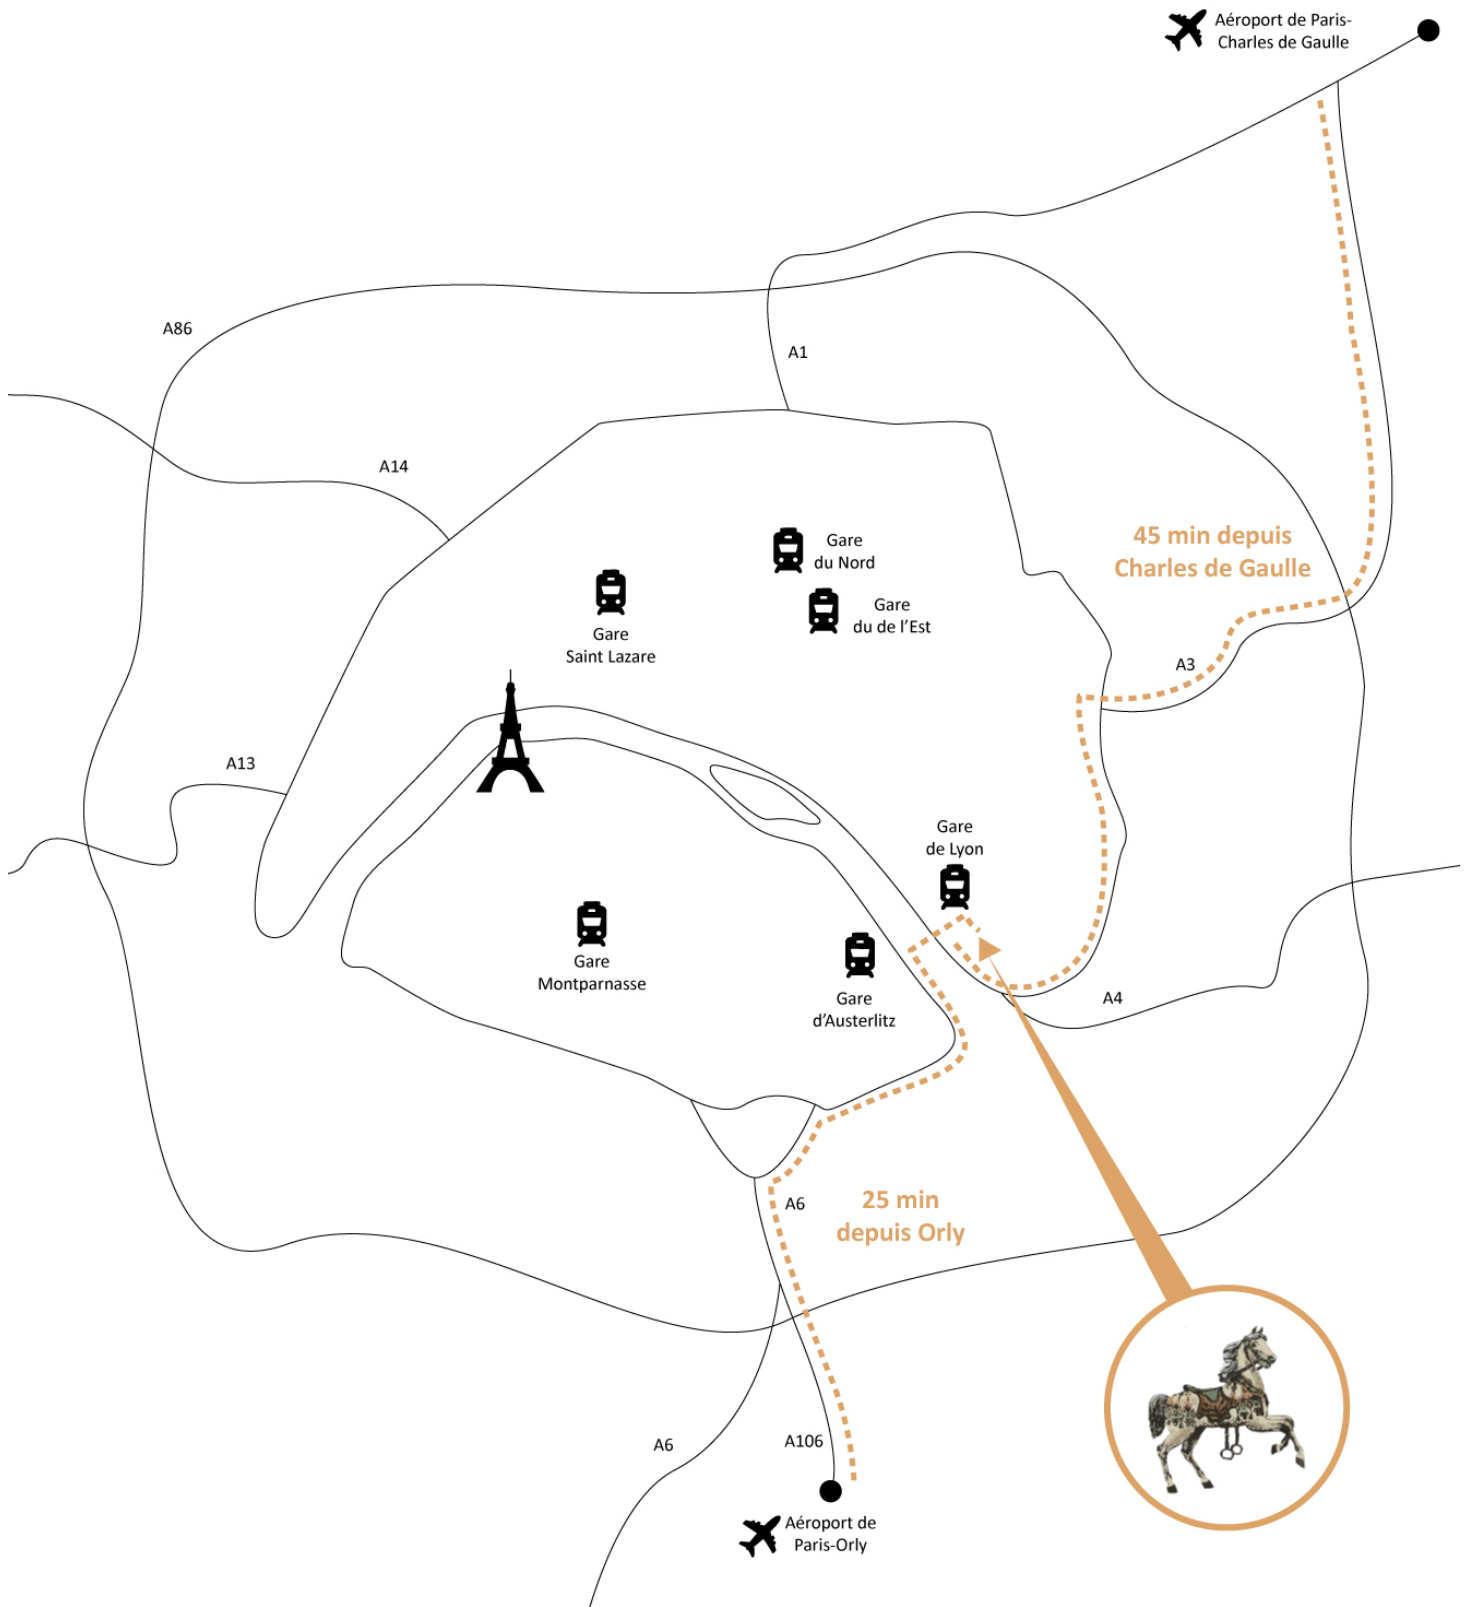 Aéroport de Paris-
Charles de Gaulle
A86
A1
A14
45 min depuis
Charles de Gaulle
Gare
du Nord
Gare
du de l'Est
Gare
Saint Lazare
A3
A13
Gare
de Lyon
Gare
Montparnasse
Gare
d'Austerlitz
A4
A6
25 min
depuis Orly
A6
A106
Aéroport de
Paris-Orly